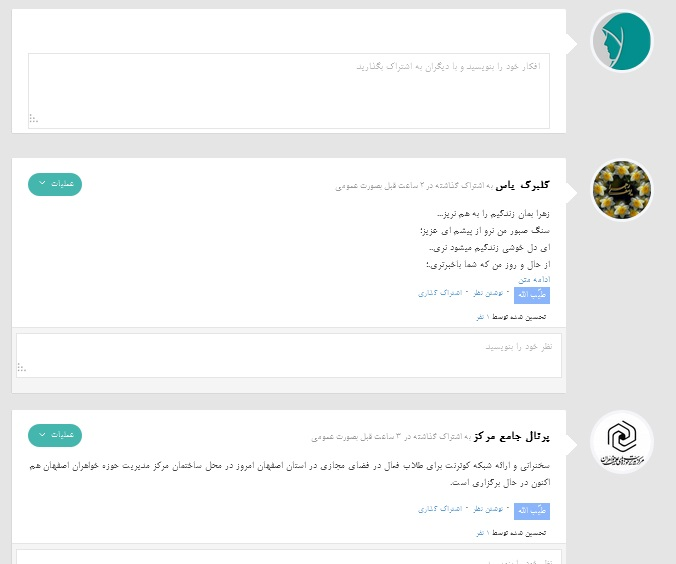 افکار خود را بنویسید و با دیگران به اشتراک بگذارید.
گلبرگ یاس به اشتراک گذاشته در ۲ ساعت قبل بصورت عمومی
عملیات
زهرا بمان زندگیم را به هم نریز...
سنگ صبور من نرو از پیشم ای عزیز؛
ای دل خوشی زندگیم میشود نری..
از حال و روز من که شما باخبرتری.؛
ادامه متن
طیّب الله - نوشتن نظر - اشتراک گذاری
تحسین شده توسط ۱ نفر
نظر خود را بنویسید.
پرتال جامع مرکز به اشتراک گذاشته در ۳ ساعت قبل بصورت عمومی
عملیات
سخنرانی و ارائه شبکه کوثرنت برای طلاب فعال در فضای مجازی در استان اصفهان امروز در محل ساختمان مرکز مدیریت حوزه خواهران اصفهان هم
اکنون در حال برگزاری است.
طیّب الله - نوشتن نظر - اشتراک گذاری
تحسین شده توسط ۱ نفر
نظر خود را بنویسید.